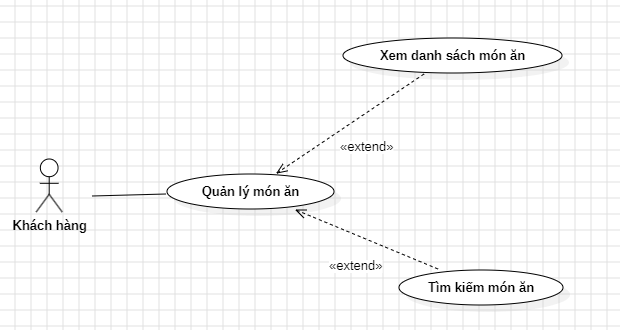 Xem danh sách món ăn
«extend»
Quản lý món ăn
Khách hàng
«extend»
Tìm kiếm món ăn